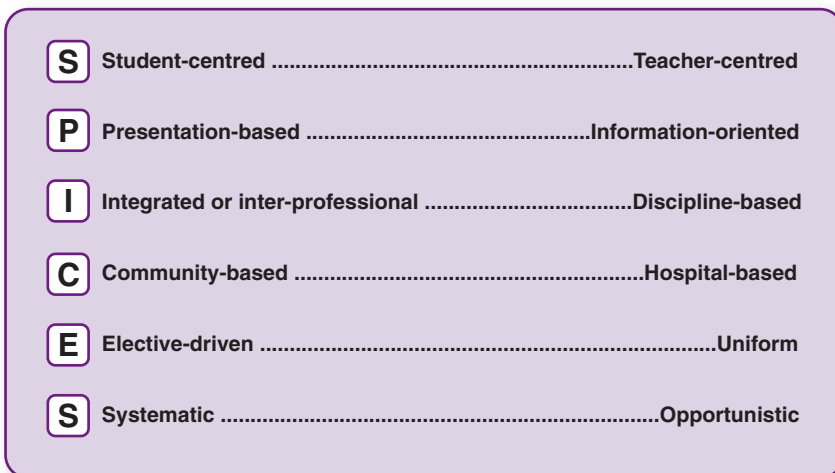 S Student-centred .............................................................Teacher-centred
P Presentation-based ................................................Information-oriented
I Integrated or inter-professional ...................................Discipline-based
C Community-based ...........................................................Hospital-based
E Elective-driven .............................................................................Uniform
S Systematic ..........................................................................Opportunistic